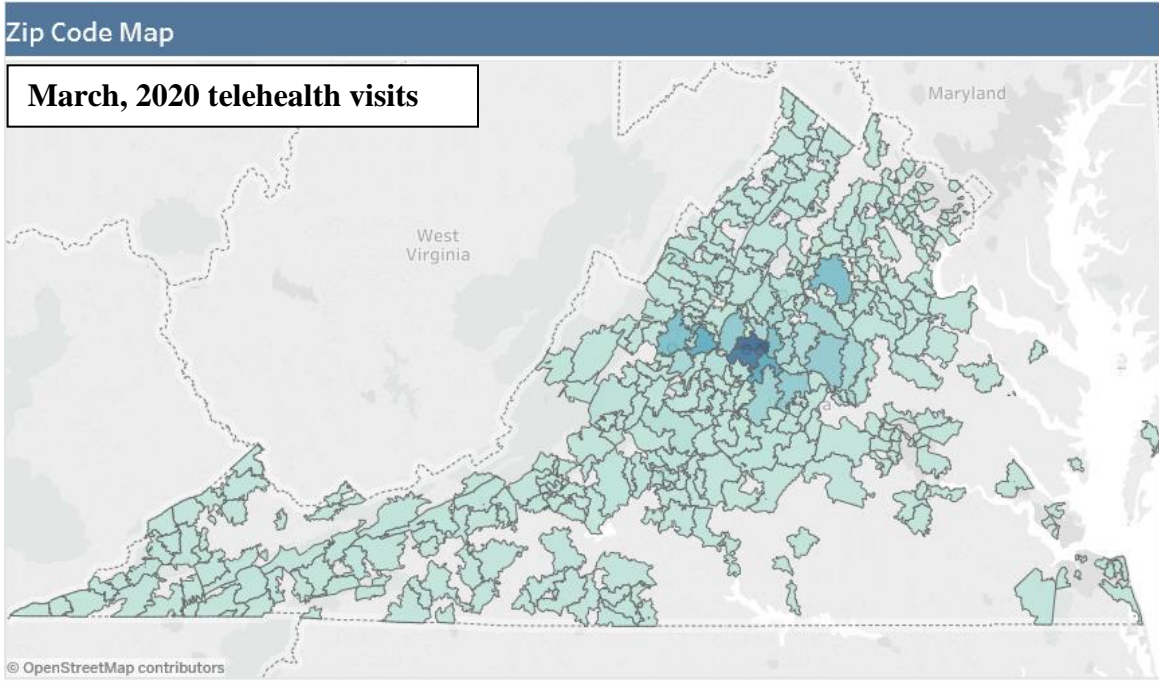 Zip Code Map
March, 2020 telehealth visits
Maryland
West
Virginia
a
© OpenStreetMap contributors